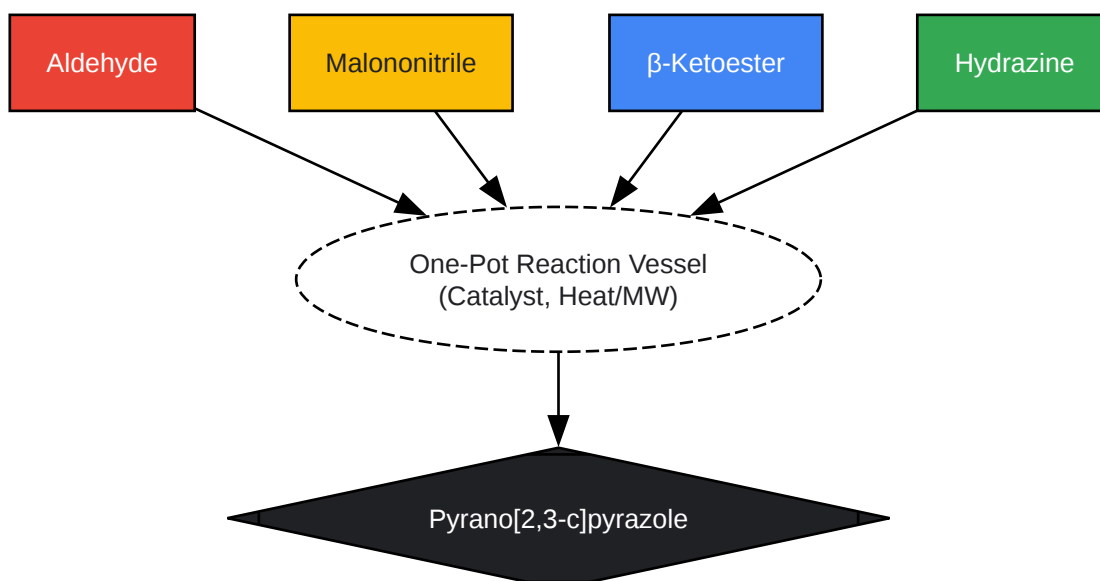 Aldehyde
Malononitrile
β-Ketoester
Hydrazine
One-Pot Reaction Vessel
(Catalyst, Heat/MW)
Pyrano[2,3-c]pyrazole